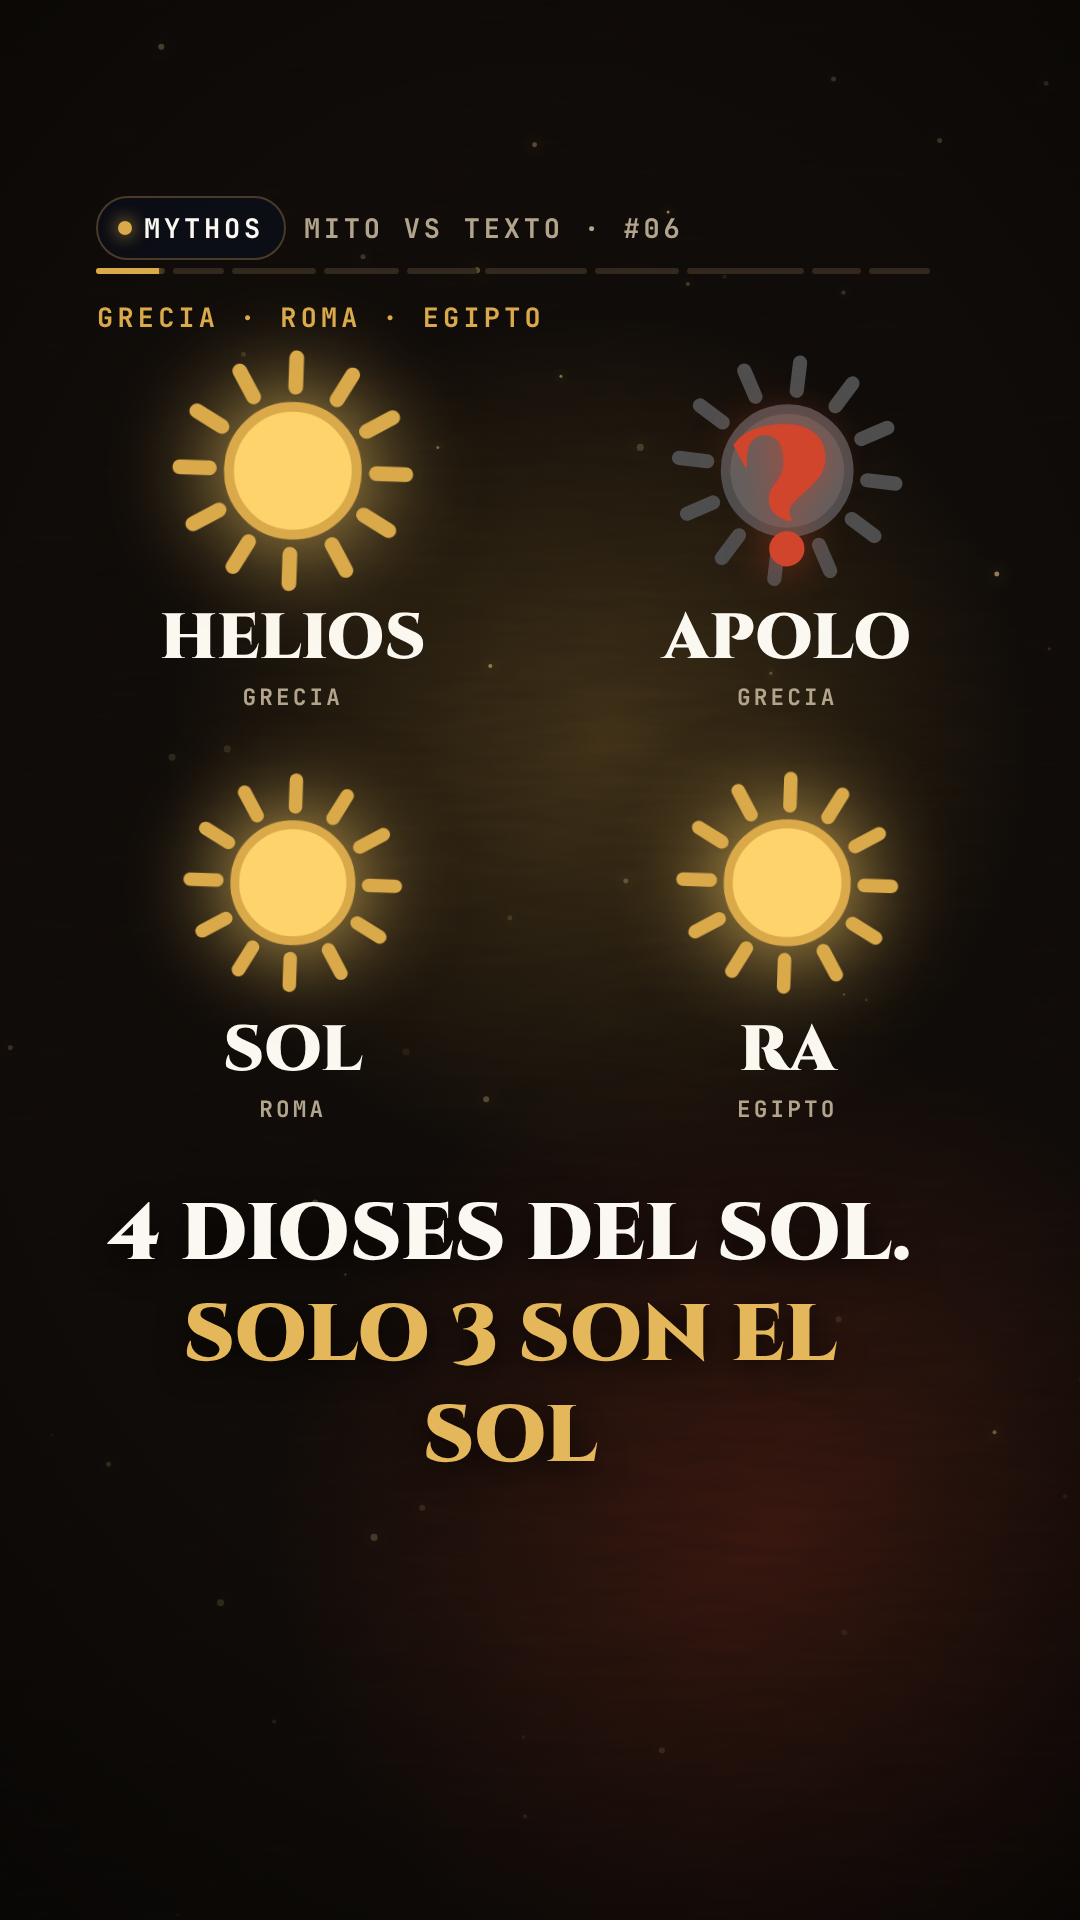 MYTHOS MITO VS TEXTO · #06
GRECIA · ROMA · EGIPTO
?
HELIOS APOLO
GRECIA GRECIA
SOL RA
ROMA EGIPTO
4 DIOSES DEL SOL.
SOLO 3 SON EL
SOL